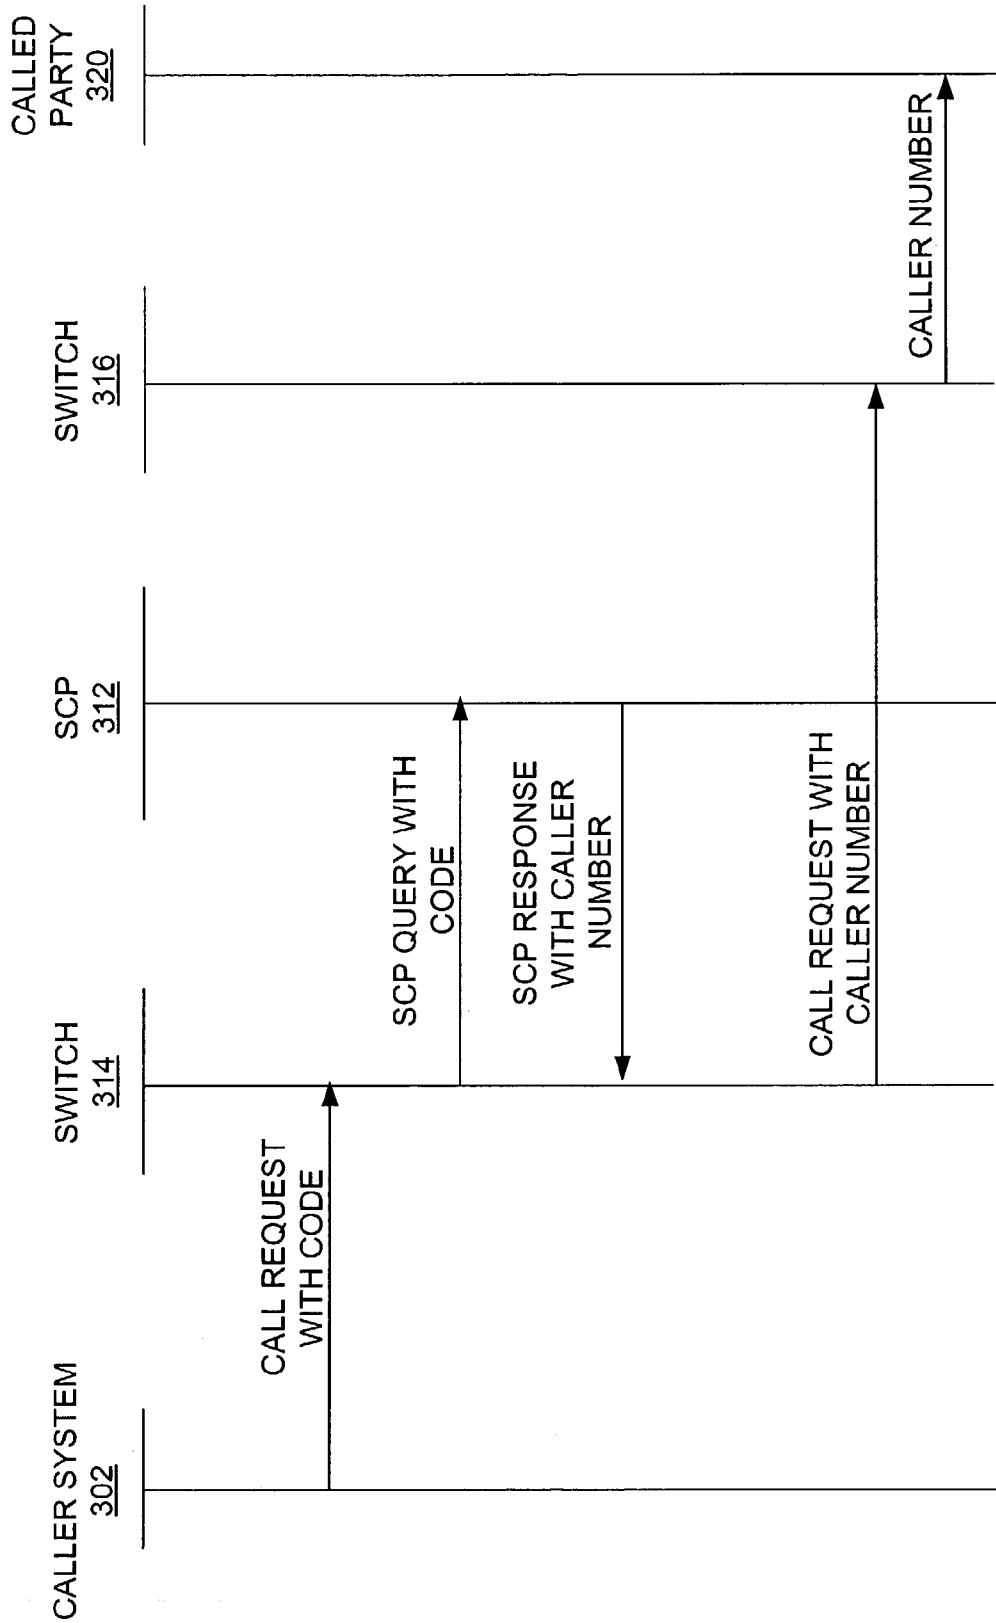 CALLER SYSTEM
302
SWITCH
314
SCP
312
SWITCH
316
CALLED
PARTY
320
CALL REQUEST
WITH CODE
SCP QUERY WITH
CODE
SCP RESPONSE
WITH CALLER
NUMBER
CALL REQUEST WITH
CALLER NUMBER
CALLER NUMBER